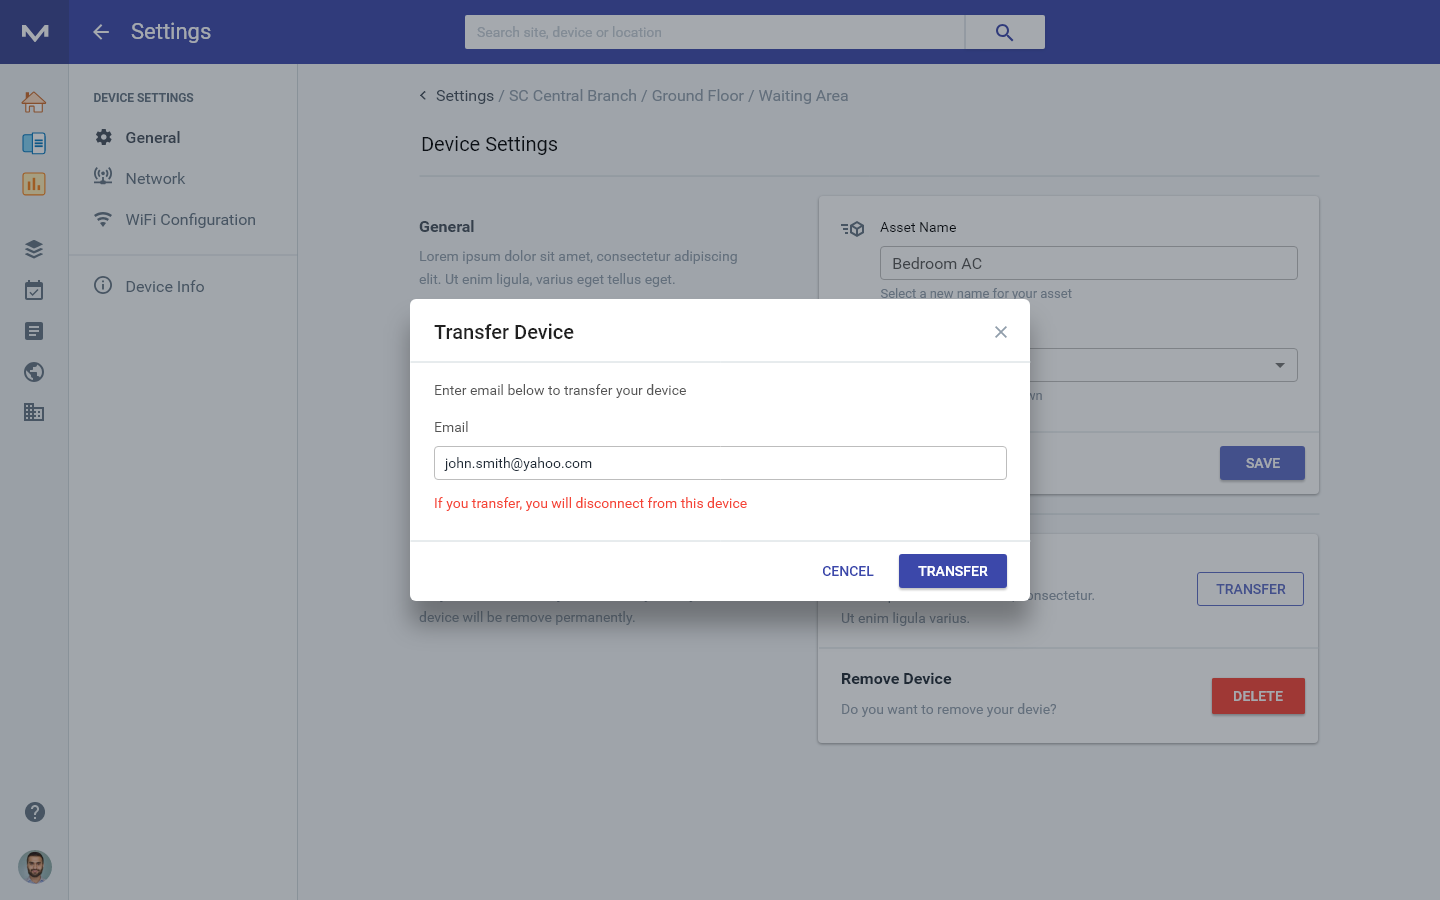 Settings
Search site, device or location
DEVICE SETTINGS
General
Network
WiFi Configuration
Device Info
Settings / SC Central Branch / Ground Floor / Waiting Area
Device Settings
General
Lorem ipsum dolor sit amet, consectetur adipiscing
elit. Ut enim ligula, varius eget tellus eget.
Asset Name
Bedroom AC
Select a new name for your asset
SAVE
Transfer Device
Enter email below to transfer your device
Email
john.smith@yahoo.com
If you transfer, you will disconnect from this device
CANCEL
TRANSFER
device will be remove permanently.
TRANSFER
Ut enim ligula varius.
Remove Device
Do you want to remove your devie?
DELETE